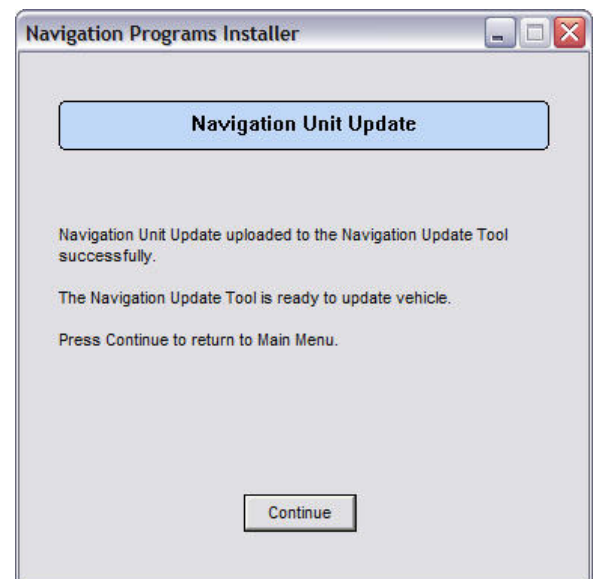 Navigation Programs Installer
Navigation Unit Update
Navigation Unit Update uploaded to the Navigation Update Tool
successfully.
The Navigation Update Tool is ready to update vehicle.
Press Continue to return to Main Menu.
Continue